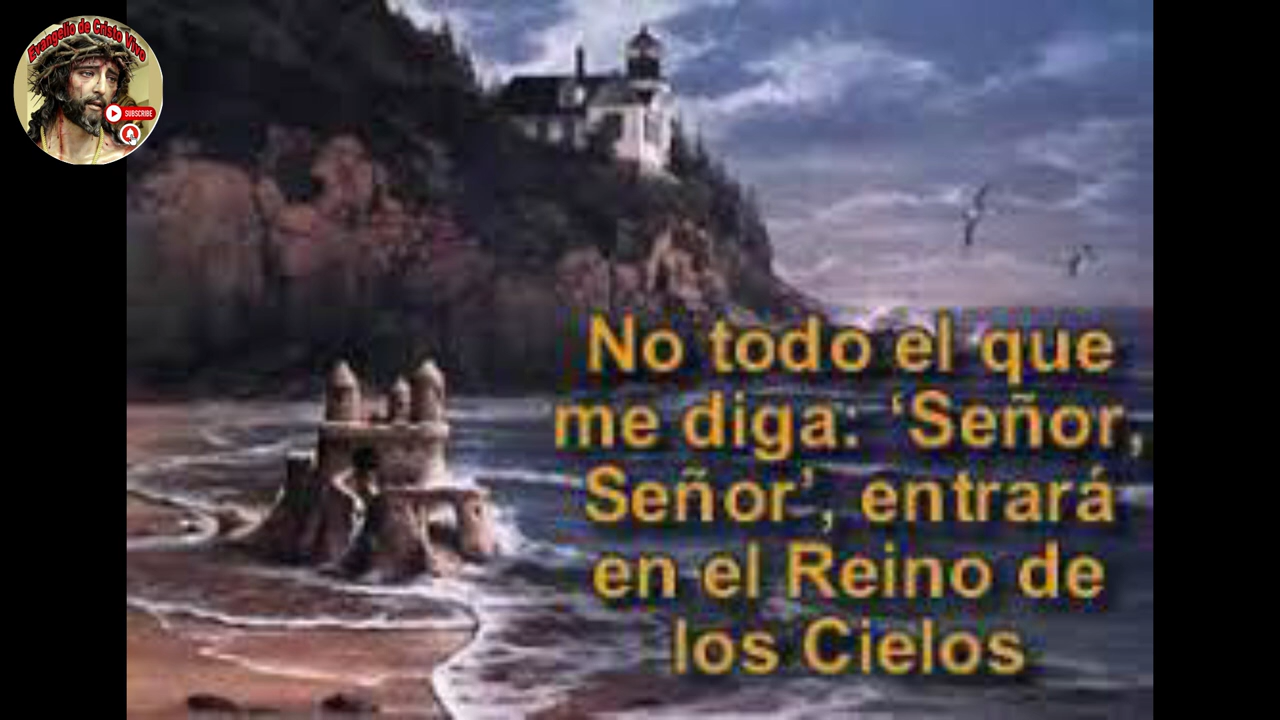 Evangelio de Cristo Vivo
SUBSCRIBE
No todo el que
me diga: ‘Señor,
Señor’, entrará
en el Reino de
los Cielos